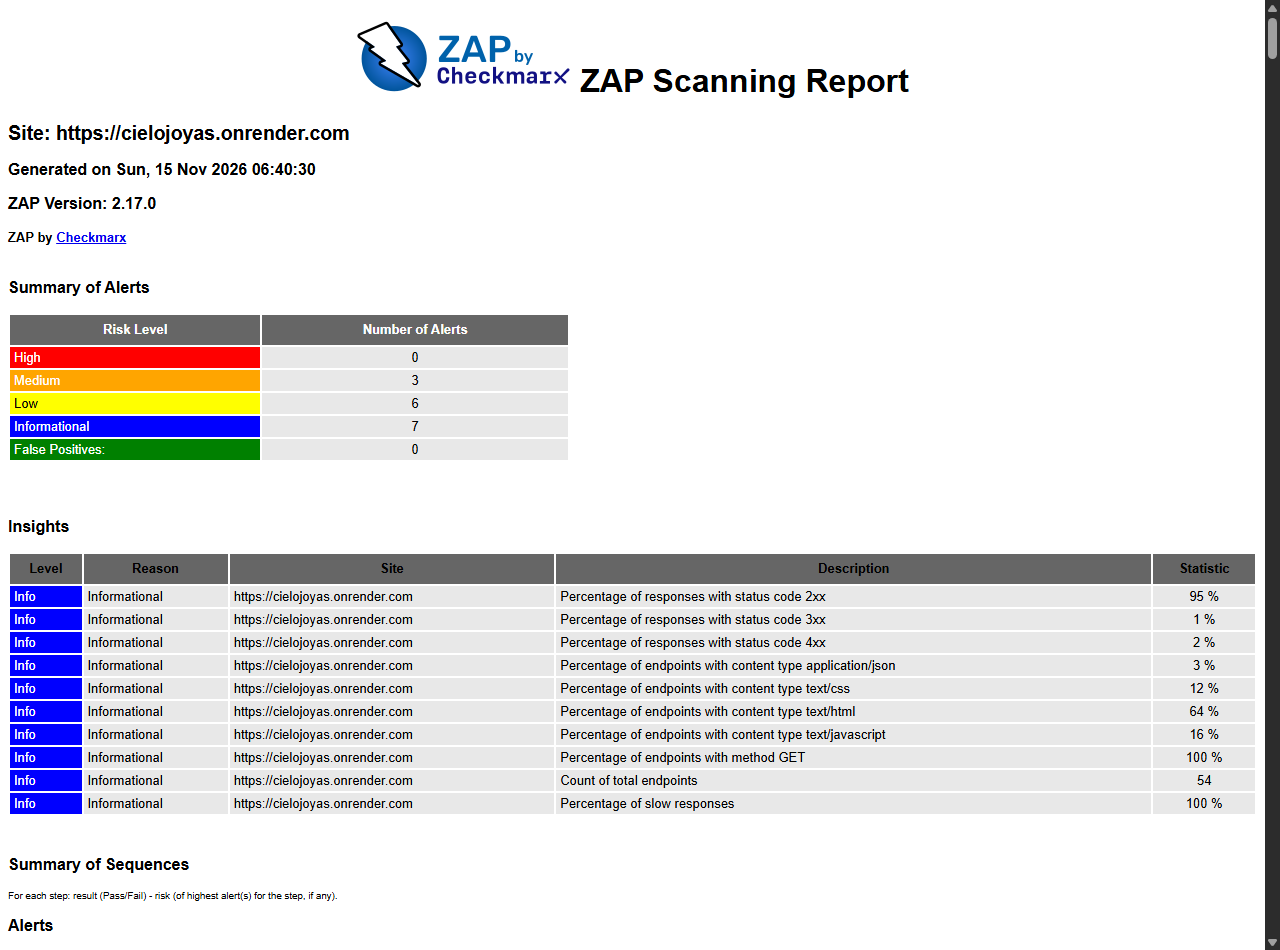 ZAP by
Checkmarx ZAP Scanning Report
Site: https://cielojoyas.onrender.com
Generated on Sun, 15 Nov 2026 06:40:30
ZAP Version: 2.17.0
ZAP by Checkmarx
Summary of Alerts
Risk Level Number of Alerts
High 0
Medium 3
Low 6
Informational 7
False Positives: 0
Insights
Level Reason Site Description Statistic
Info Informational https://cielojoyas.onrender.com Percentage of responses with status code 2xx 95 %
Info Informational https://cielojoyas.onrender.com Percentage of responses with status code 3xx 1 %
Info Informational https://cielojoyas.onrender.com Percentage of responses with status code 4xx 2 %
Info Informational https://cielojoyas.onrender.com Percentage of endpoints with content type application/json 3 %
Info Informational https://cielojoyas.onrender.com Percentage of endpoints with content type text/css 12 %
Info Informational https://cielojoyas.onrender.com Percentage of endpoints with content type text/html 64 %
Info Informational https://cielojoyas.onrender.com Percentage of endpoints with content type text/javascript 16 %
Info Informational https://cielojoyas.onrender.com Percentage of endpoints with method GET 100 %
Info Informational https://cielojoyas.onrender.com Count of total endpoints 54
Info Informational https://cielojoyas.onrender.com Percentage of slow responses 100 %
Summary of Sequences
For each step: result (Pass/Fail) - risk (of highest alert(s) for the step, if any).
Alerts